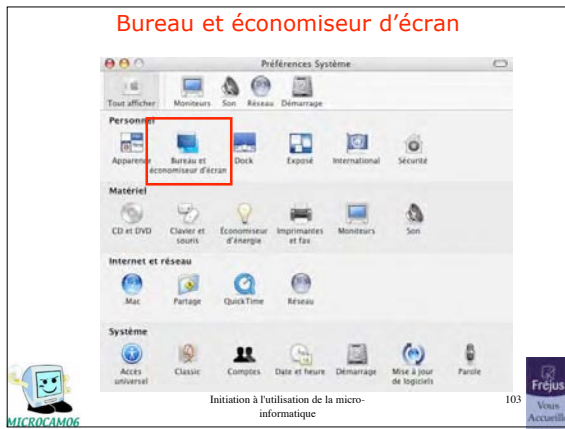 Bureau et économiseur d'écran
Préférences Système
Tout afficher Moniteurs Son Réseau Démarrage
Personnel
Apparence Bureau et économiseur d'écran Dock Exposé International Sécurité
Matériel
CD et DVD Clavier et souris Économiseur d'énergie Imprimantes et fax Moniteurs Son
Internet et réseau
.Mac Partage QuickTime Réseau
Système
Accès universel Classic Comptes Date et heure Démarrage Mise à jour de logiciels Parole
Initiation à l'utilisation de la micro-
informatique
103
MICROCAM06
Fréjus
Vous
Accueille